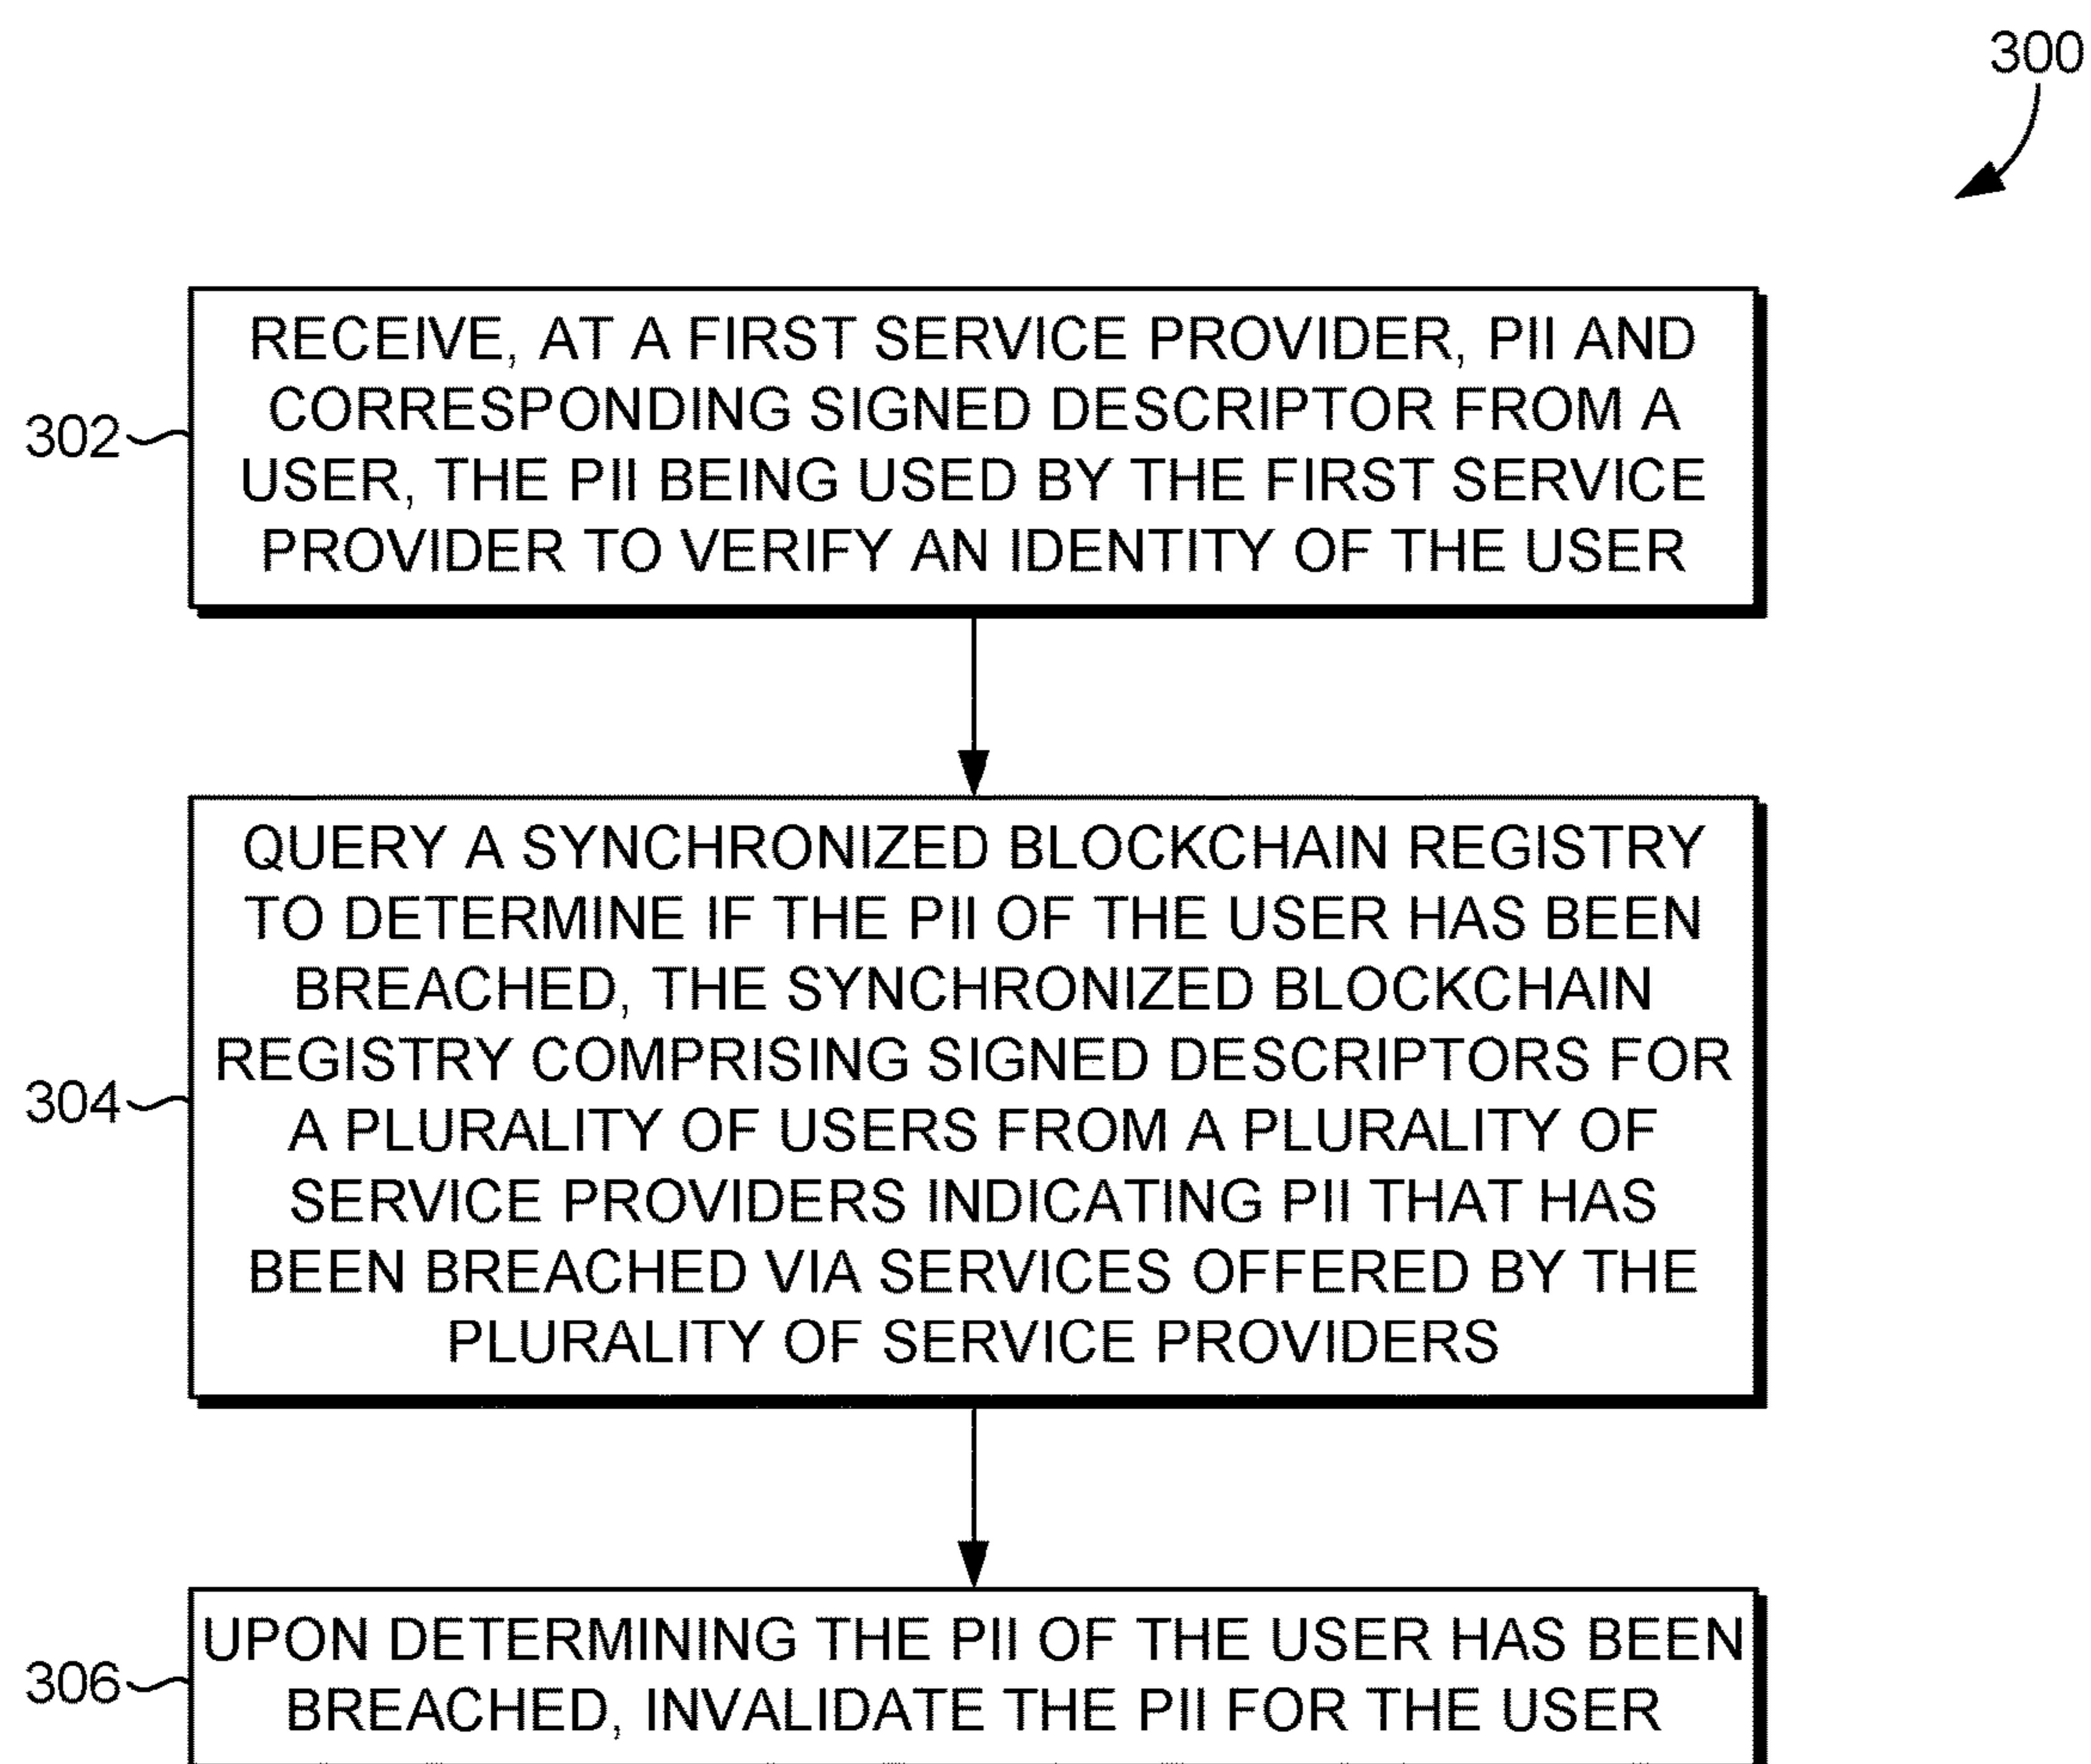 300
RECEIVE, AT A FIRST SERVICE PROVIDER, PII AND
CORRESPONDING SIGNED DESCRIPTOR FROM A
302
USER, THE PII BEING USED BY THE FIRST SERVICE
PROVIDER TO VERIFY AN IDENTITY OF THE USER
QUERY A SYNCHRONIZED BLOCKCHAIN REGISTRY
TO DETERMINE IF THE PII OF THE USER HAS BEEN
BREACHED, THE SYNCHRONIZED BLOCKCHAIN
REGISTRY COMPRISING SIGNED DESCRIPTORS FOR
304
A PLURALITY OF USERS FROM A PLURALITY OF
SERVICE PROVIDERS INDICATING PII THAT HAS
BEEN BREACHED VIA SERVICES OFFERED BY THE
PLURALITY OF SERVICE PROVIDERS
UPON DETERMINING THE PII OF THE USER HAS BEEN
306
BREACHED, INVALIDATE THE PII FOR THE USER